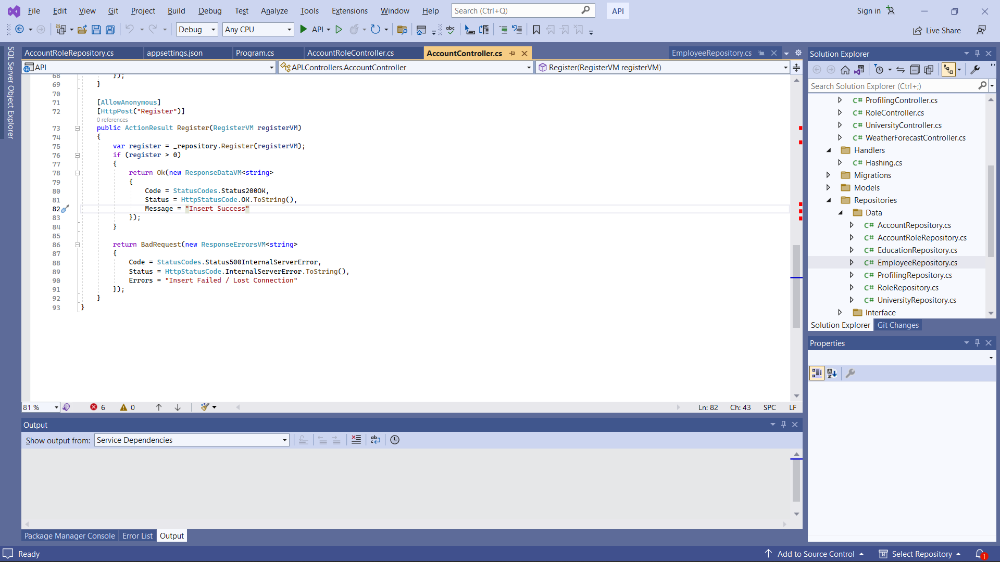 File Edit View Git Project Build Debug Test Analyze Tools Extensions Window Help Search (Ctrl+Q) API Sign in
Debug Any CPU API abc Live Share
SQL Server Object Explorer
AccountRoleRepository.cs appsettings.json Program.cs AccountRoleController.cs AccountController.cs EmployeeRepository.cs
API API.Controllers.AccountController Register(RegisterVM registerVM)
68 });
69 }
70
71 [AllowAnonymous]
72 [HttpPost("Register")]
0 references
73 public ActionResult Register(RegisterVM registerVM)
74 {
75 var register = _repository.Register(registerVM);
76 if (register > 0)
77 {
78 return Ok(new ResponseDataVM<string>
79 {
80 Code = StatusCodes.Status200OK,
81 Status = HttpStatusCode.OK.ToString(),
82 Message = "Insert Success"
83 });
84 }
85
86 return BadRequest(new ResponseErrorsVM<string>
87 {
88 Code = StatusCodes.Status500InternalServerError,
89 Status = HttpStatusCode.InternalServerError.ToString(),
90 Errors = "Insert Failed / Lost Connection"
91 });
92 }
93 }
81 % 6 0 Ln: 82 Ch: 43 SPC LF
Output
Show output from: Service Dependencies
Package Manager Console Error List Output
Solution Explorer
Search Solution Explorer (Ctrl+;)
C# ProfilingController.cs
C# RoleController.cs
C# UniversityController.cs
C# WeatherForecastController.cs
Handlers
C# Hashing.cs
Migrations
Models
Repositories
Data
C# AccountRepository.cs
C# AccountRoleRepository.cs
C# EducationRepository.cs
C# EmployeeRepository.cs
C# ProfilingRepository.cs
C# RoleRepository.cs
C# UniversityRepository.cs
Interface
Solution Explorer Git Changes
Properties
Ready Add to Source Control Select Repository 1